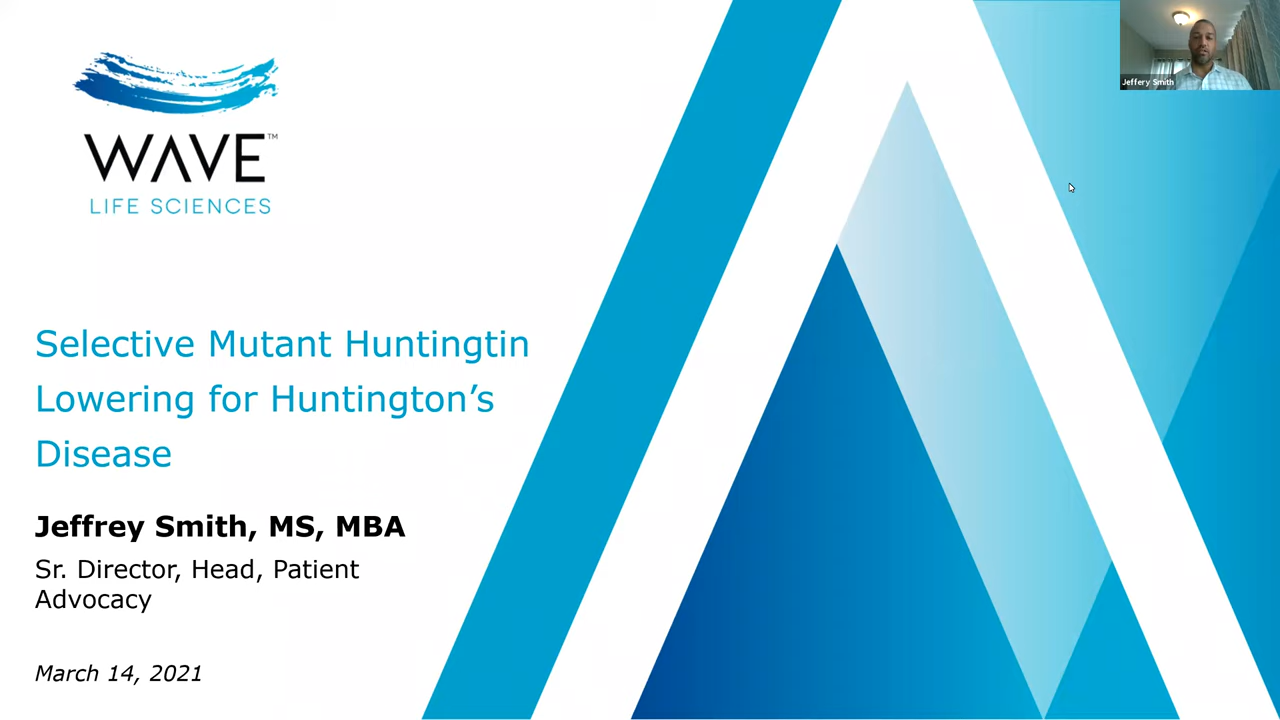 WAVE™
LIFE SCIENCES
Jeffery Smith
Selective Mutant Huntingtin
Lowering for Huntington’s
Disease
Jeffrey Smith, MS, MBA
Sr. Director, Head, Patient
Advocacy
March 14, 2021